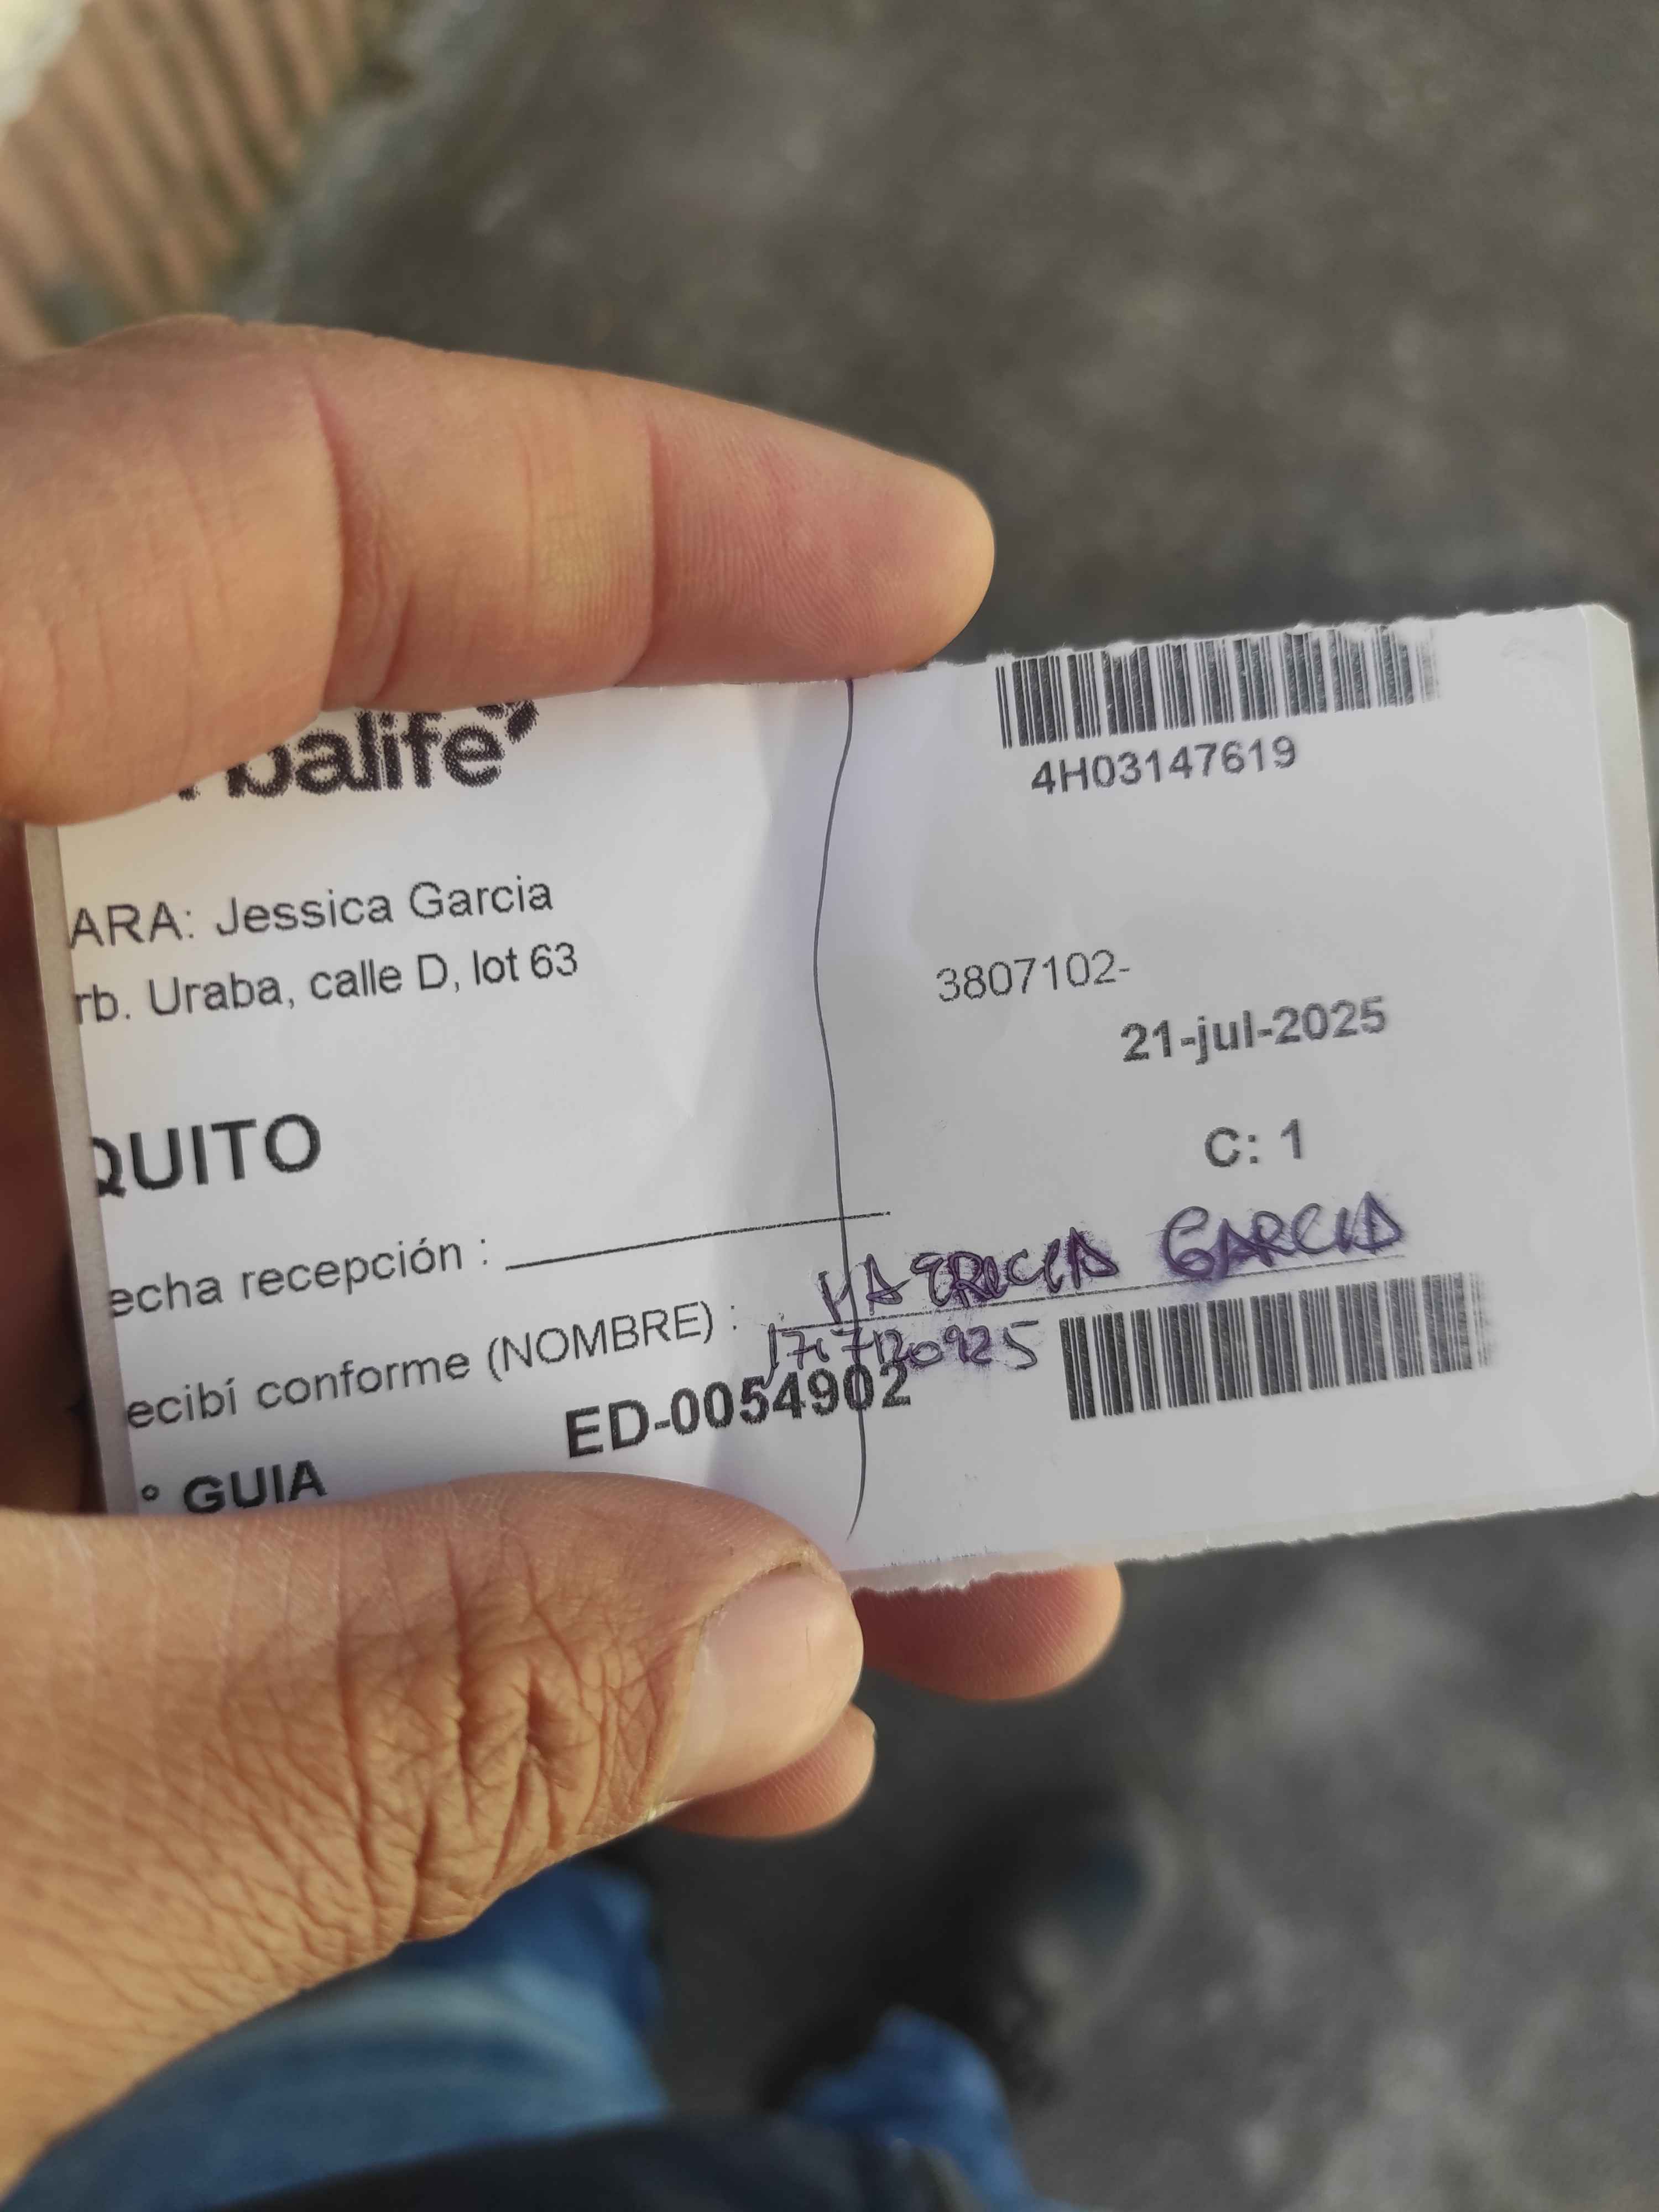 balife
4H03147619
ARA: Jessica Garcia
rb. Uraba, calle D, lot 63
3807102-
21-jul-2025
QUITO
C: 1
echa recepción :
ecibí conforme (NOMBRE) : GARCIA
ED-0054902
° GUIA